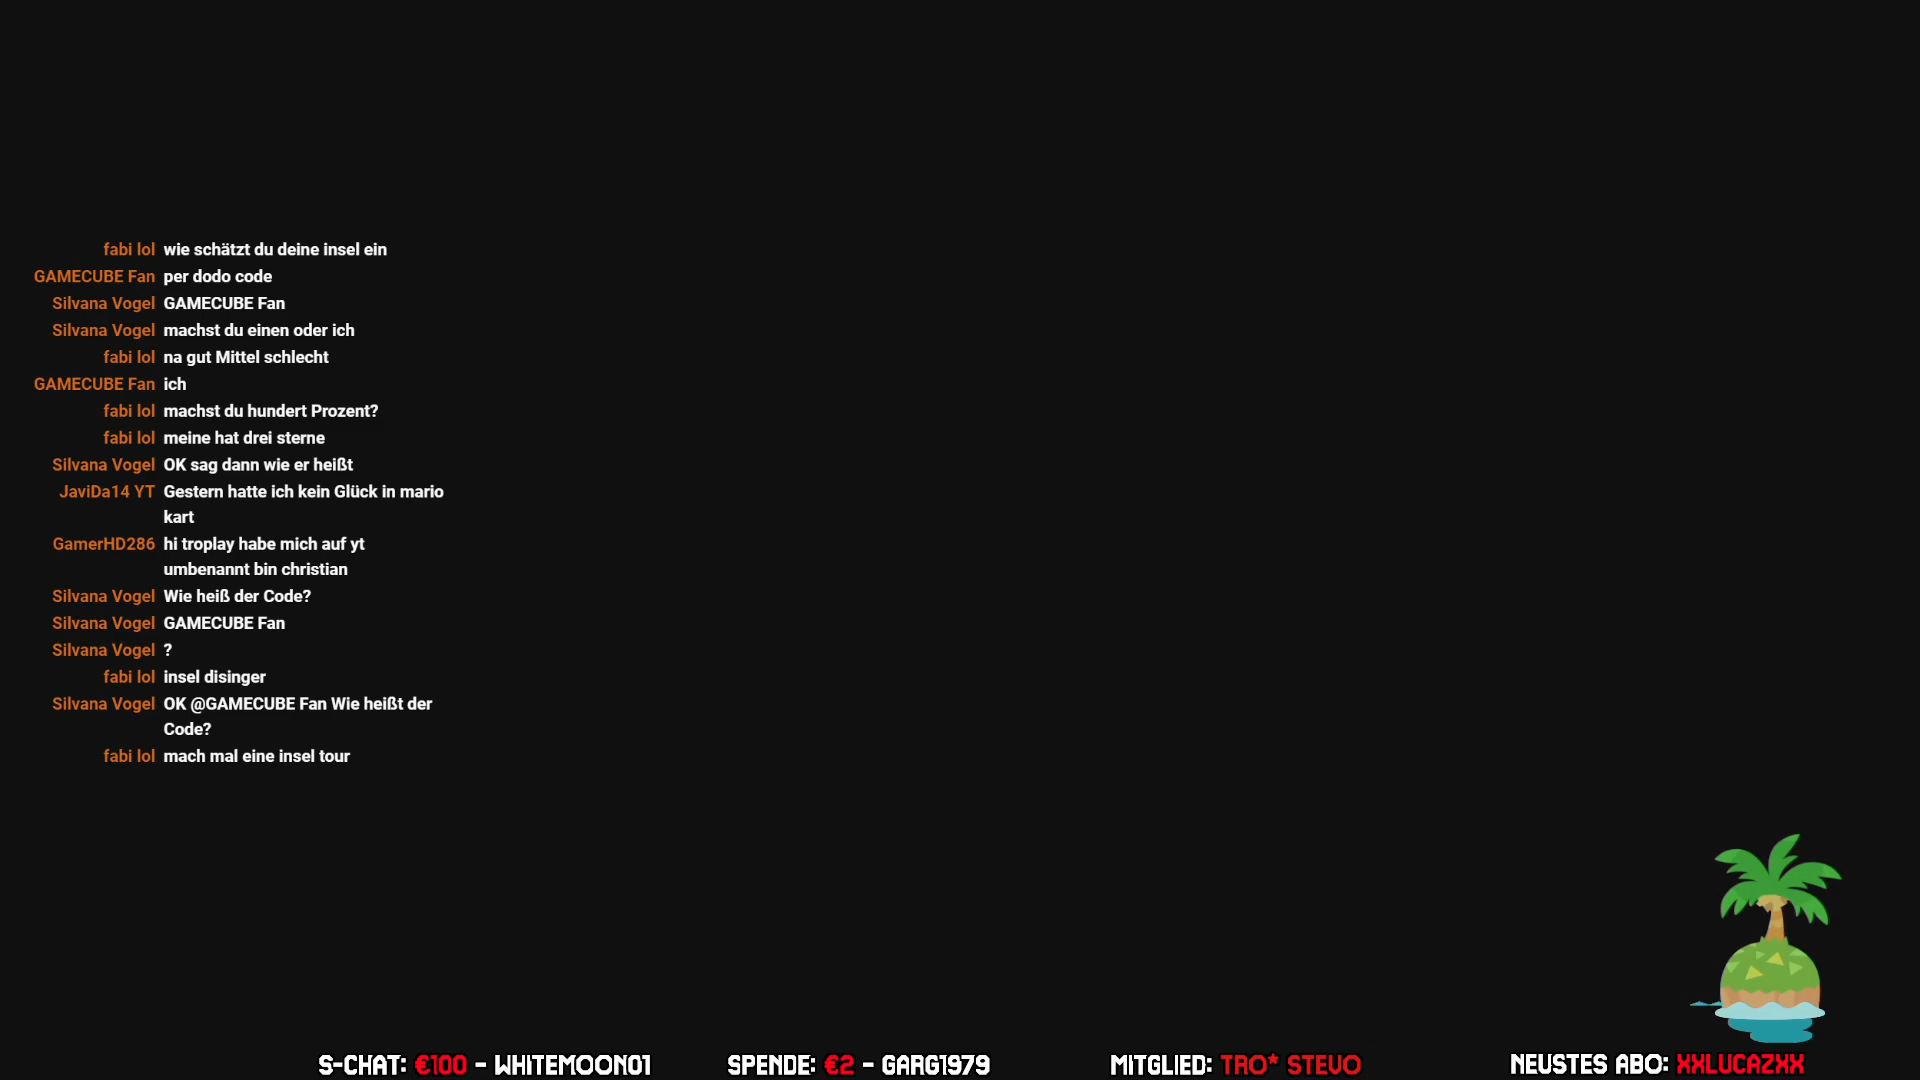 fabi lol wie schätzt du deine insel ein
GAMECUBE Fan per dodo code
Silvana Vogel GAMECUBE Fan
Silvana Vogel machst du einen oder ich
fabi lol na gut Mittel schlecht
GAMECUBE Fan ich
fabi lol machst du hundert Prozent?
fabi lol meine hat drei sterne
Silvana Vogel OK sag dann wie er heißt
JaviDa14 YT Gestern hatte ich kein Glück in mario
kart
GamerHD286 hi troplay habe mich auf yt
umbenannt bin christian
Silvana Vogel Wie heiß der Code?
Silvana Vogel GAMECUBE Fan
Silvana Vogel ?
fabi lol insel disinger
Silvana Vogel OK @GAMECUBE Fan Wie heißt der
Code?
fabi lol mach mal eine insel tour
S-CHAT: €100 - WHITEMOON01 SPENDE: €2 - GARG1979 MITGLIED: TRO* STEVO NEUSTES ABO: XXLUCAZXX